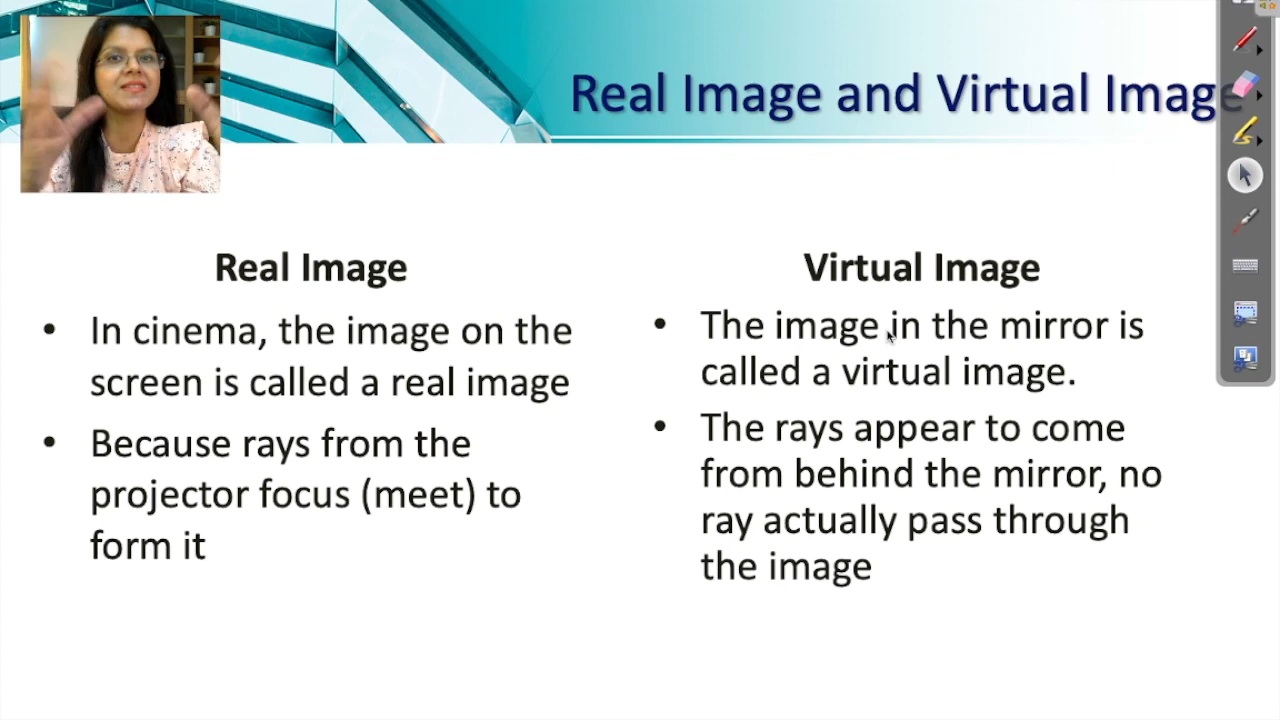 Real Image and Virtual Image
Real Image
• In cinema, the image on the
screen is called a real image
• Because rays from the
projector focus (meet) to
form it
Virtual Image
• The image in the mirror is
called a virtual image.
• The rays appear to come
from behind the mirror, no
ray actually pass through
the image